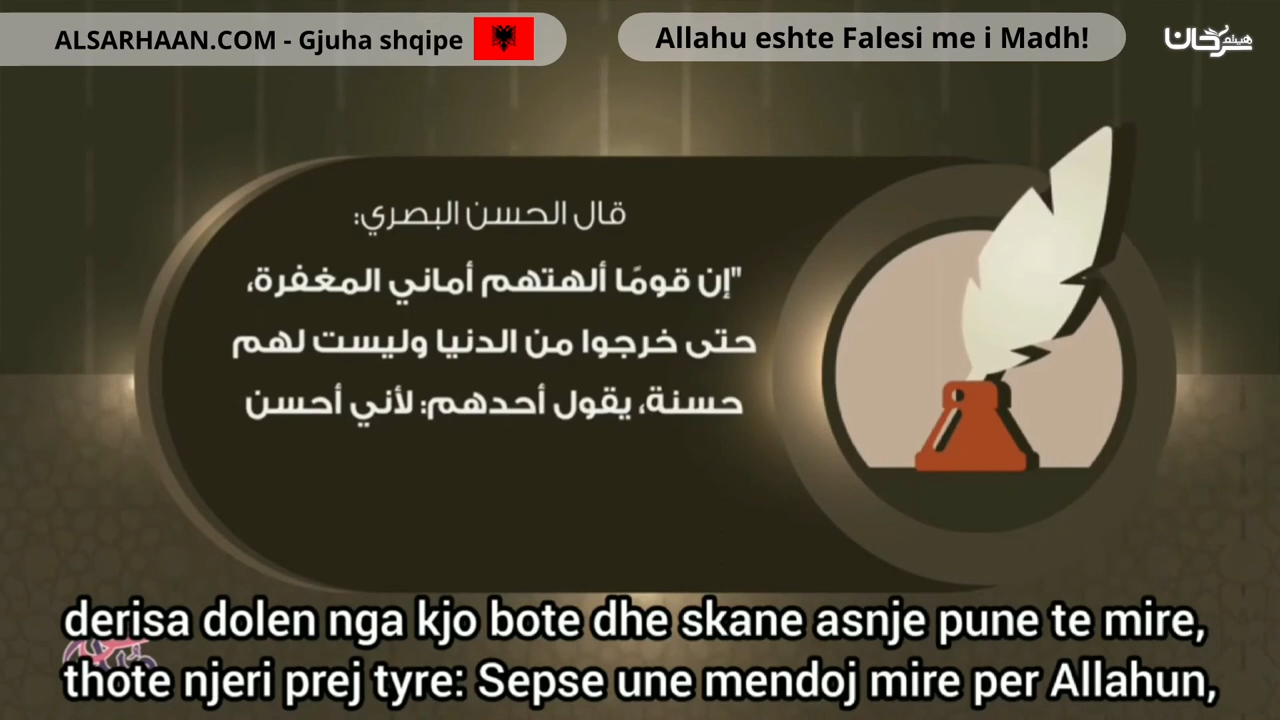 ALSARHAAN.COM - Gjuha shqipe
Allahu eshte Falesi me i Madh!
هيثم سرحان
قال الحسن البصري:
"إن قومًا ألهتهم أماني المغفرة،
حتى خرجوا من الدنيا وليست لهم
حسنة، يقول أحدهم: لأني أحسن
derisa dolen nga kjo bote dhe skane asnje pune te mire,
thote njeri prej tyre: Sepse une mendoj mire per Allahun,